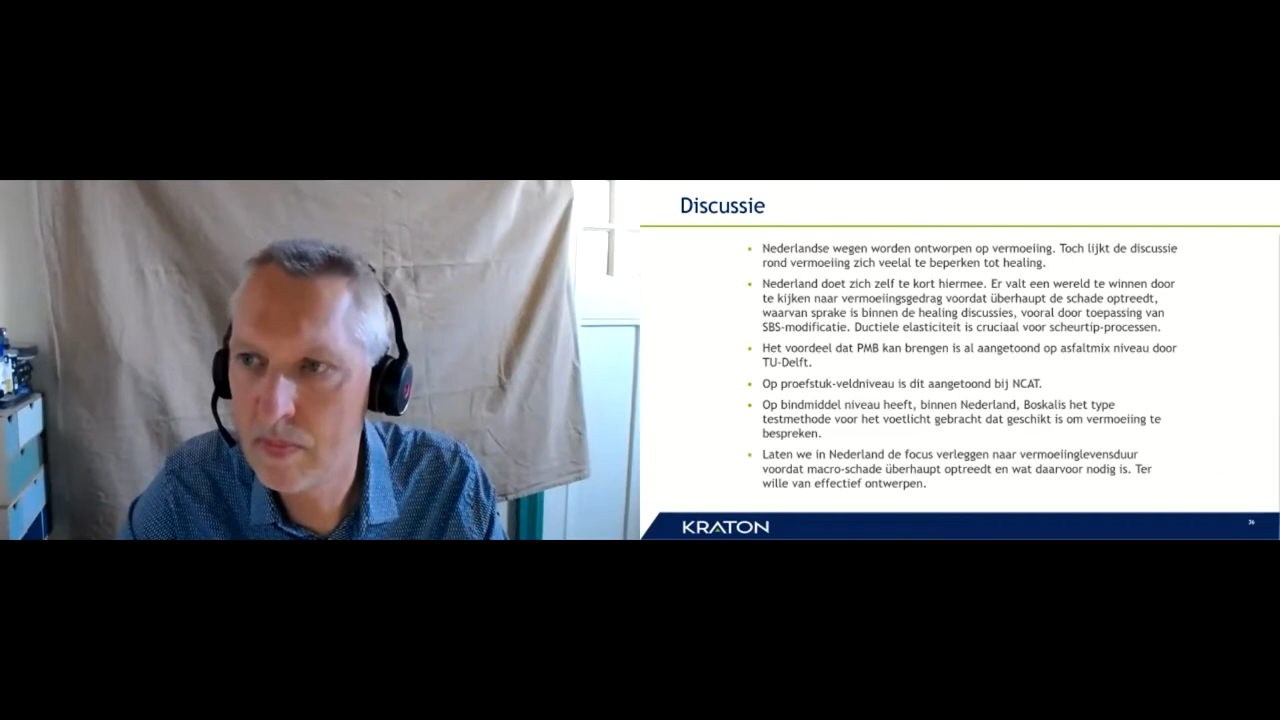 Discussie
Nederlandse wegen worden ontworpen op vermoeiing. Toch lijkt de discussie
rond vermoeiing zich veelal te beperken tot healing.
Nederland doet zich zelf te kort hiermee. Er valt een wereld te winnen door
te kijken naar vermoeiingsgedrag voordat überhaupt de schade optreedt,
waarvan sprake is binnen de healing discussies, vooral door toepassing van
SBS-modificatie. Ductiele elasticiteit is cruciaal voor scheurtip-processen.
Het voordeel dat PMB kan brengen is al aangetoond op asfaltmix niveau door
TU-Delft.
Op proefstuk-veldniveau is dit aangetoond bij NCAT.
Op bindmiddel niveau heeft, binnen Nederland, Boskalis het type
testmethode voor het voetlicht gebracht dat geschikt is om vermoeiing te
bespreken.
Laten we in Nederland de focus verleggen naar vermoeiinglevensduur
voordat macro-schade überhaupt optreedt en wat daarvoor nodig is. Ter
wille van effectief ontwerpen.
KRATON
36